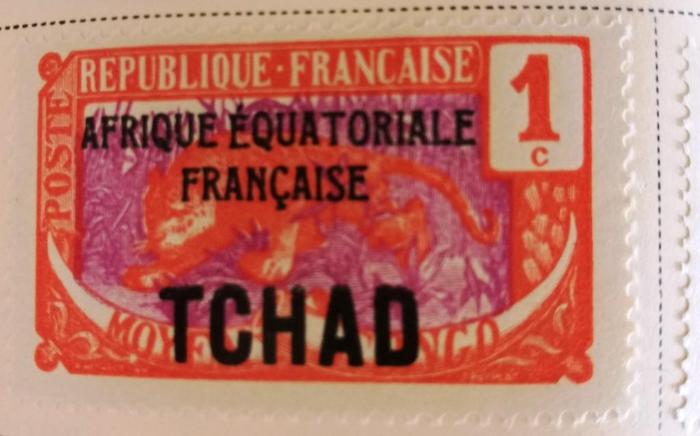 REPUBLIQUE·FRANCAISE
1
C
POSTE
AFRIQUE ÉQUATORIALE
FRANÇAISE
TCHAD